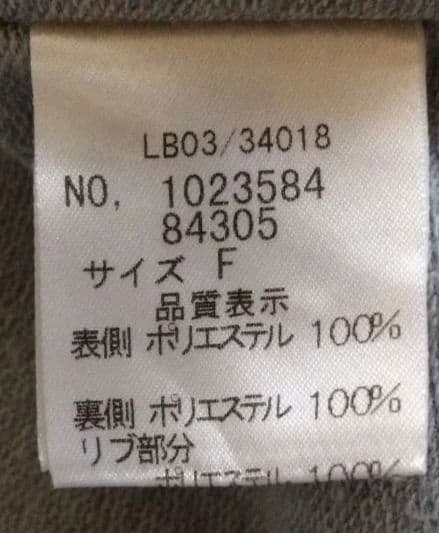 LB03/34018
NO, 1023584
84305
サイズ F
品質表示
表側 ポリエステル 100%
裏側 ポリエステル 100%
リブ部分